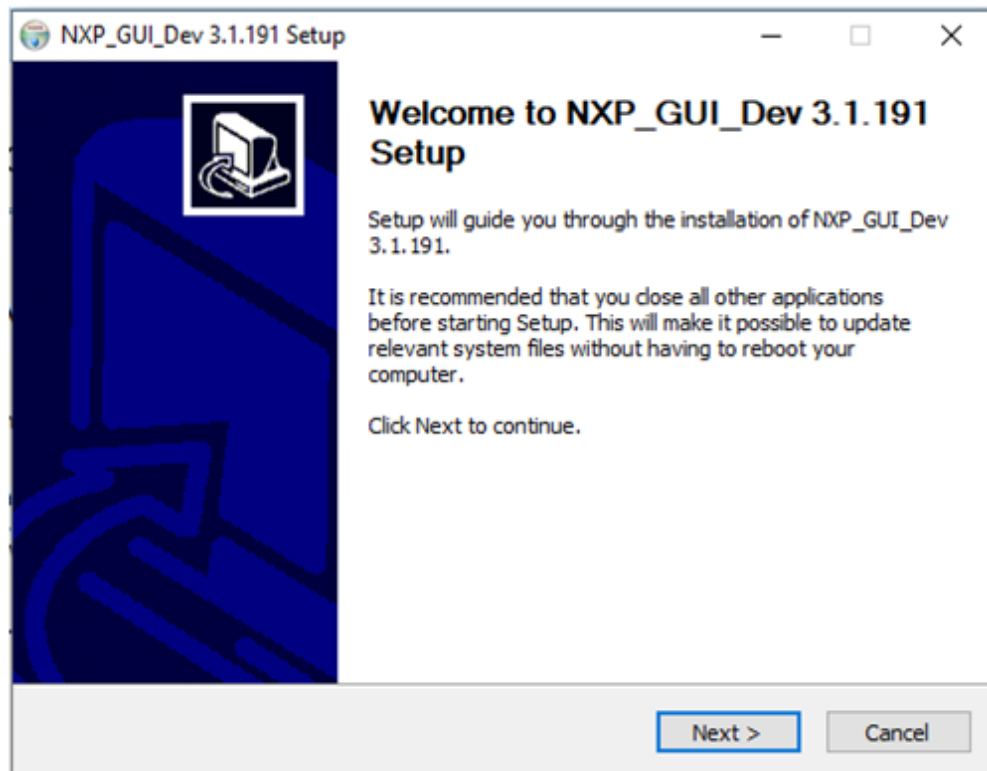 NXP_GUI_Dev 3.1.191 Setup
Welcome to NXP_GUI_Dev 3.1.191
Setup
Setup will guide you through the installation of NXP_GUI_Dev
3.1.191.
It is recommended that you close all other applications
before starting Setup. This will make it possible to update
relevant system files without having to reboot your
computer.
Click Next to continue.
Next >
Cancel